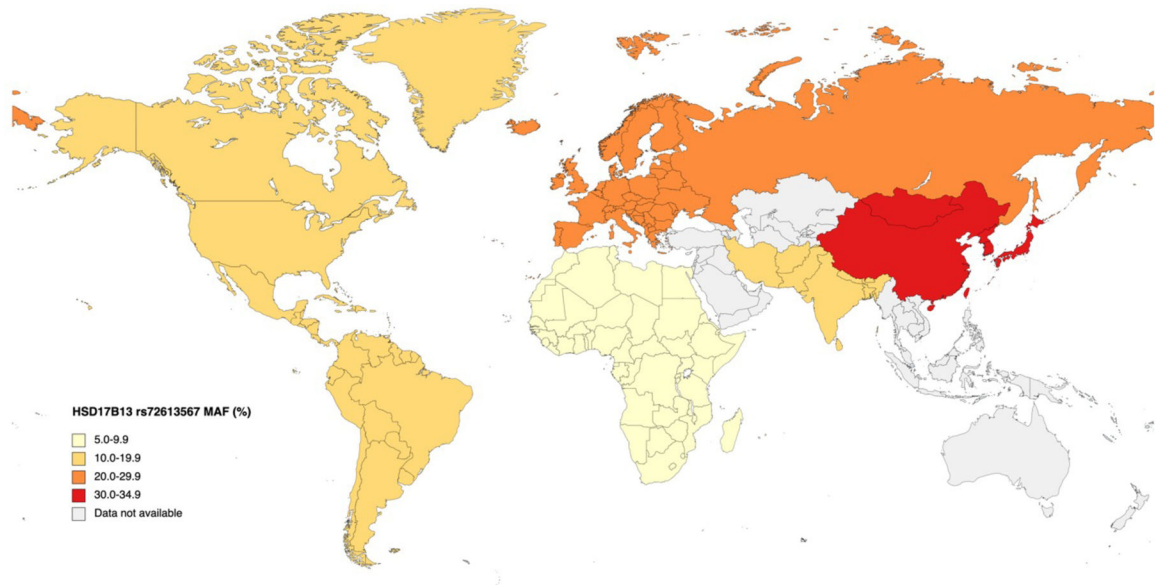 HSD17B13 rs72613567 MAF (%)
5.0-9.9
10.0-19.9
20.0-29.9
30.0-34.9
Data not available